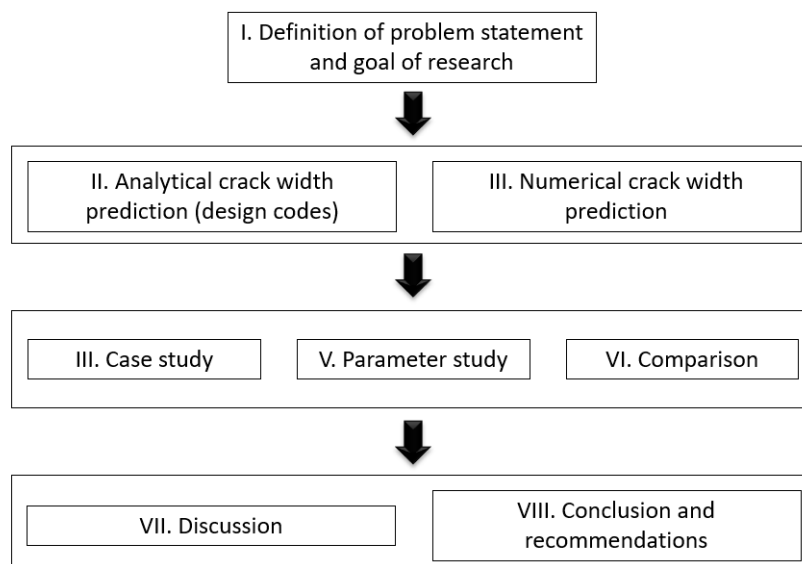 I. Definition of problem statement
and goal of research
II. Analytical crack width
prediction (design codes)
III. Numerical crack width
prediction
III. Case study
V. Parameter study
VI. Comparison
VII. Discussion
VIII. Conclusion and
recommendations